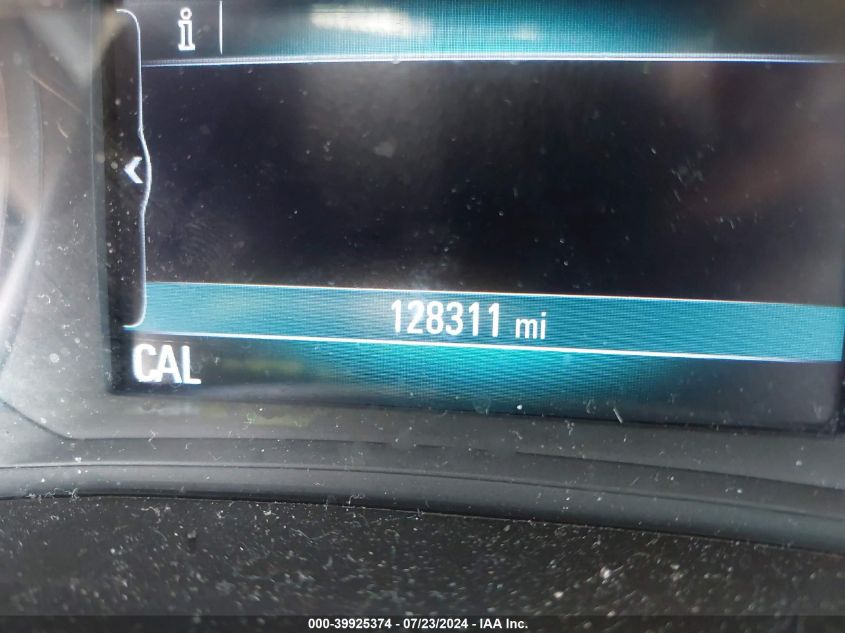 i
128311 mi
CAL
000-39925374 - 07/23/2024 - IAA Inc.